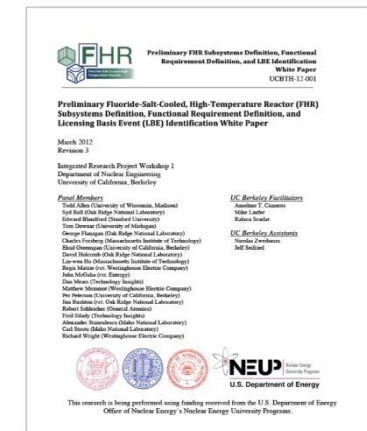 FHR
Preliminary FHR Subsystems Definition, Functional
Requirement Definition, and LBE Identification
White Paper
UCBTH-12-001
Preliminary Fluoride-Salt-Cooled, High-Temperature Reactor (FHR)
Subsystems Definition, Functional Requirement Definition, and
Licensing Basis Event (LBE) Identification White Paper
March 2012
Revision 3
Integrated Research Project Workshop 1
Department of Nuclear Engineering
University of California, Berkeley
Panel Members
Todd Allen (University of Wisconsin, Madison)
Syd Ball (Oak Ridge National Laboratory)
Edward Blandford (Stanford University)
Tom Downar (University of Michigan)
George Flanagan (Oak Ridge National Laboratory)
Charles Forsberg (Massachusetts Institute of Technology)
Ehud Greenspan (University of California, Berkeley)
David Holcomb (Oak Ridge National Laboratory)
Lin-wen Hu (Massachusetts Institute of Technology)
Regis Matzie (ret. Westinghouse Electric Company)
John McGaha (ret. Entergy)
Dan Mears (Technology Insights)
Matthew Memmott (Westinghouse Electric Company)
Per Peterson (University of California, Berkeley)
Jim Rushton (ret. Oak Ridge National Laboratory)
Robert Schleicher (General Atomics)
Fred Silady (Technology Insights)
Alexander Stanculescu (Idaho National Laboratory)
Carl Stoots (Idaho National Laboratory)
Richard Wright (Westinghouse Electric Company)
UC Berkeley Facilitators
Anselmo T. Cisneros
Mike Laufer
Raluca Scarlat
UC Berkeley Assistants
Nicolas Zweibaum
Jeff Seifried
NEUP
Nuclear Energy
University Programs
U.S. Department of Energy
This research is being performed using funding received from the U.S. Department of Energy
Office of Nuclear Energy's Nuclear Energy University Programs.